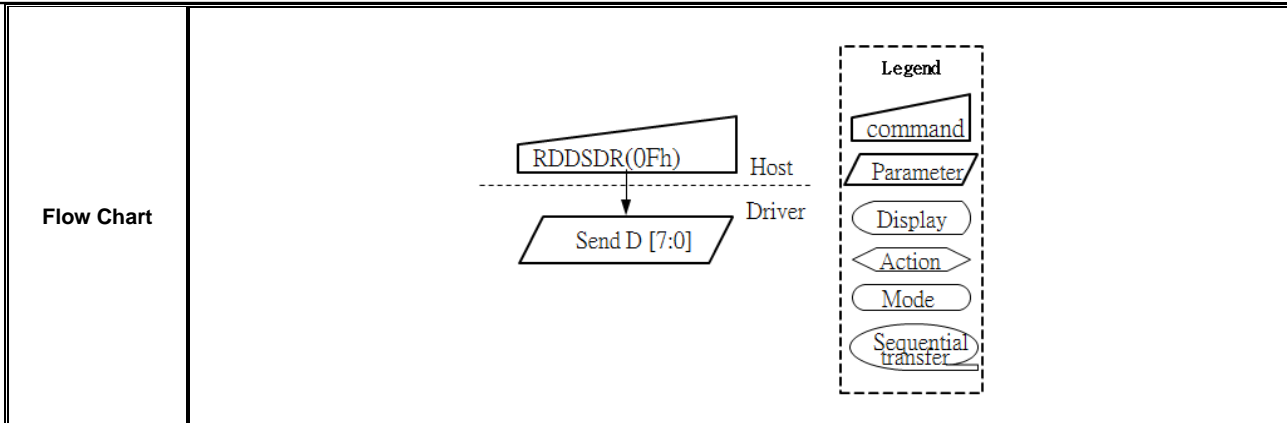 Flow Chart
RDDSDR(0Fh)
Host
Driver
Send D [7:0]
Legend
command
Parameter
Display
Action
Mode
Sequential
transfer